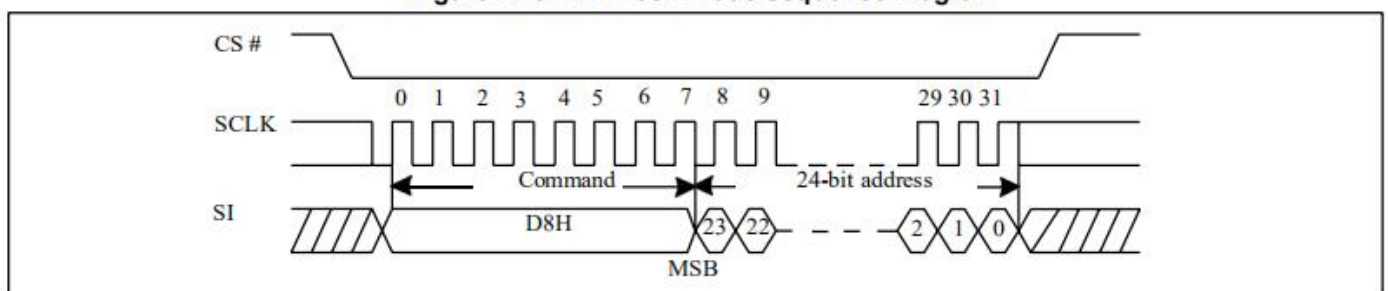 CS #
0 1 2 3 4 5 6 7 8 9 29 30 31
SCLK
Command 24-bit address
SI
D8H 23 22 2 1 0
MSB